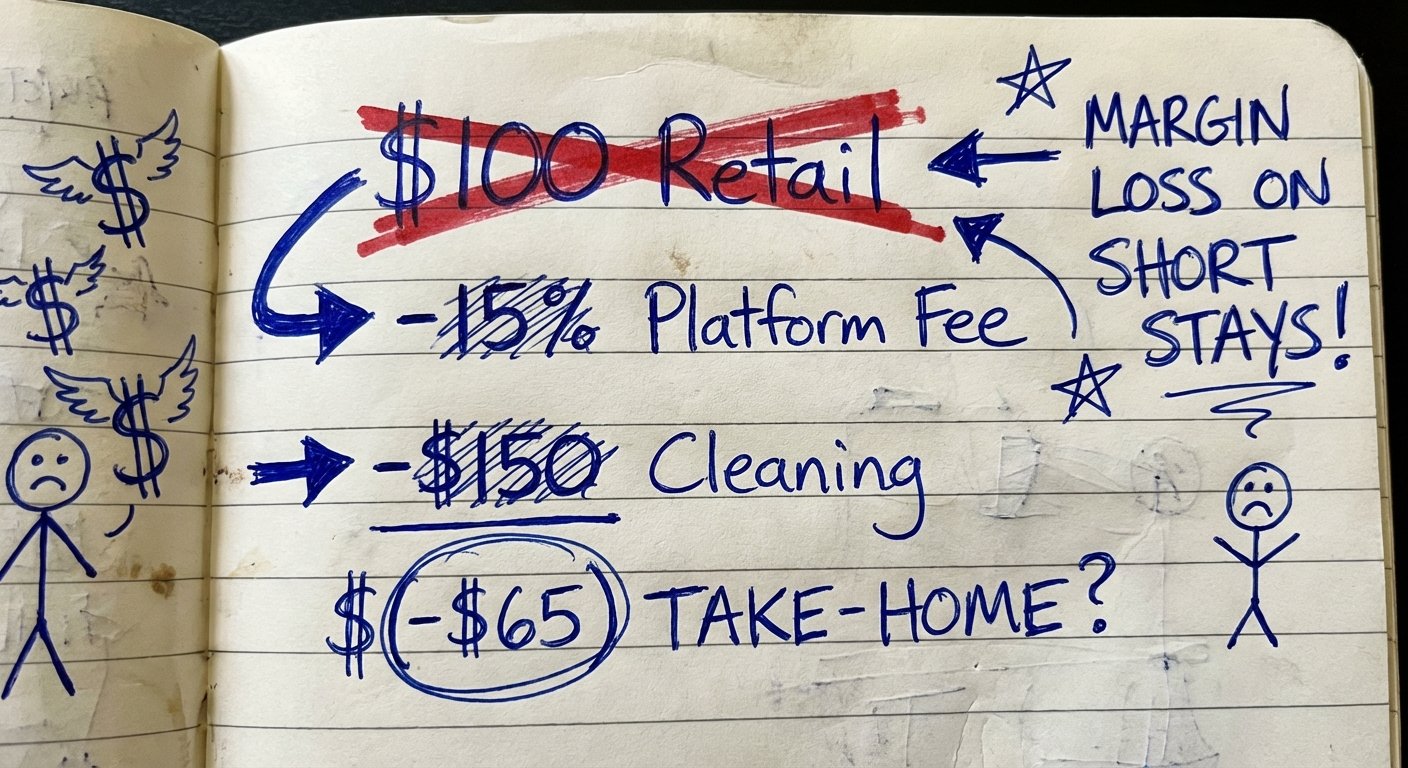 $
$
$
$100 Retail
-15% Platform Fee
-$150 Cleaning
$ -$65 TAKE-HOME?
MARGIN
LOSS ON
SHORT
STAYS!